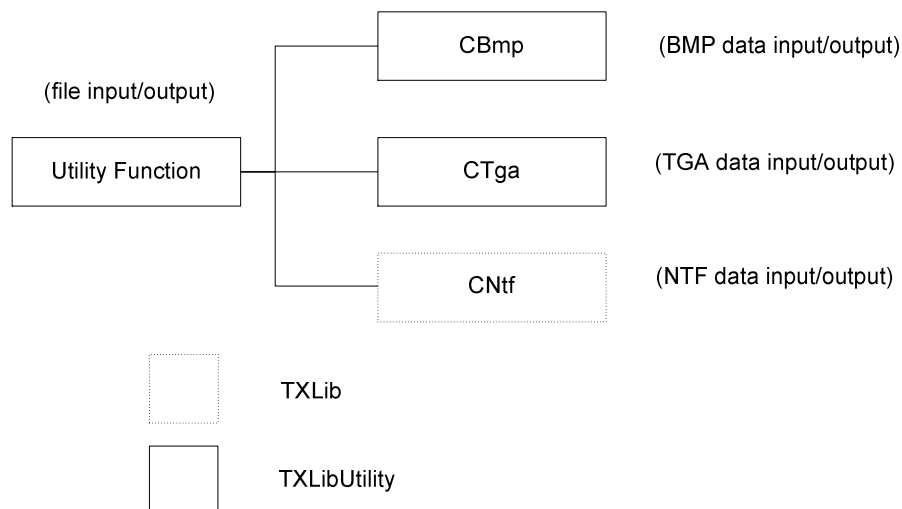 CBmp
(BMP data input/output)
(file input/output)
Utility Function
CTga
(TGA data input/output)
CNtf
(NTF data input/output)
TXLib
TXLibUtility